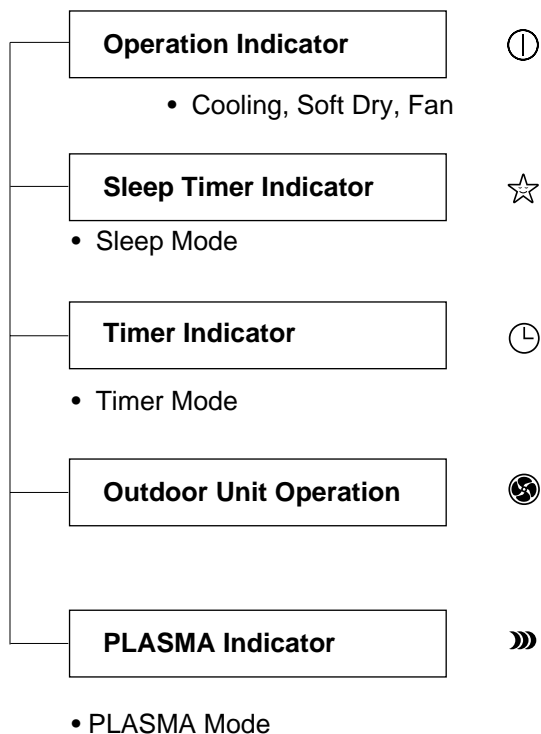 Operation Indicator
• Cooling, Soft Dry, Fan
Sleep Timer Indicator
• Sleep Mode
Timer Indicator
• Timer Mode
Outdoor Unit Operation
PLASMA Indicator
• PLASMA Mode